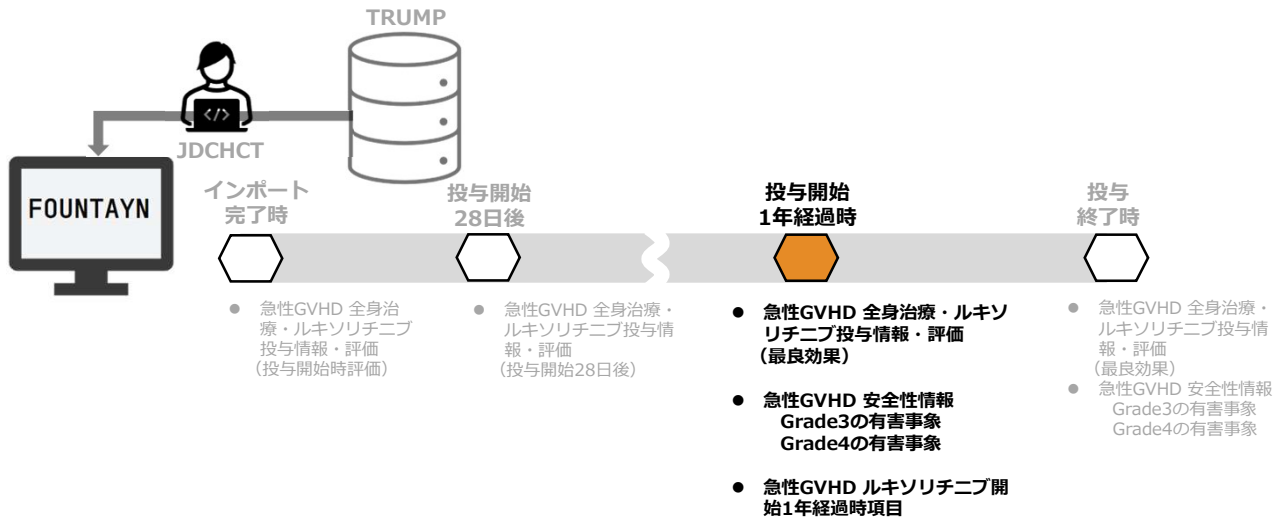 TRUMP
</>
JDCHCT
FOUNTAYN
インポート
完了時
● 急性GVHD 全身治
療・ルキソリチニブ
投与情報・評価
（投与開始時評価）
投与開始
28日後
● 急性GVHD 全身治療・
ルキソリチニブ投与情
報・評価
（投与開始28日後）
投与開始
1年経過時
● 急性GVHD 全身治療・ルキソ
リチニブ投与情報・評価
（最良効果）
● 急性GVHD 安全性情報
Grade3の有害事象
Grade4の有害事象
● 急性GVHD ルキソリチニブ開
始1年経過時項目
投与
終了時
● 急性GVHD 全身治療・
ルキソリチニブ投与情
報・評価
（最良効果）
● 急性GVHD 安全性情報
Grade3の有害事象
Grade4の有害事象